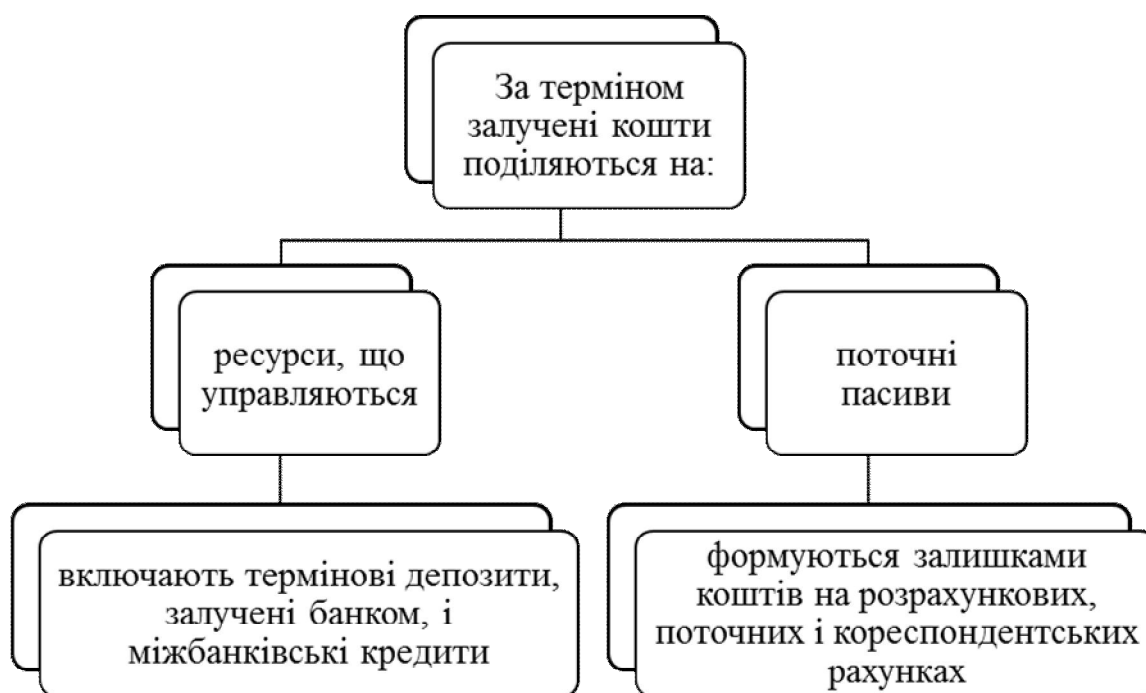 За терміном
залучені кошти
поділяються на:
ресурси, що
управляються
поточні
пасиви
включають термінові депозити,
залучені банком, і
міжбанківські кредити
формуються залишками
коштів на розрахункових,
поточних і кореспондентських
рахунках